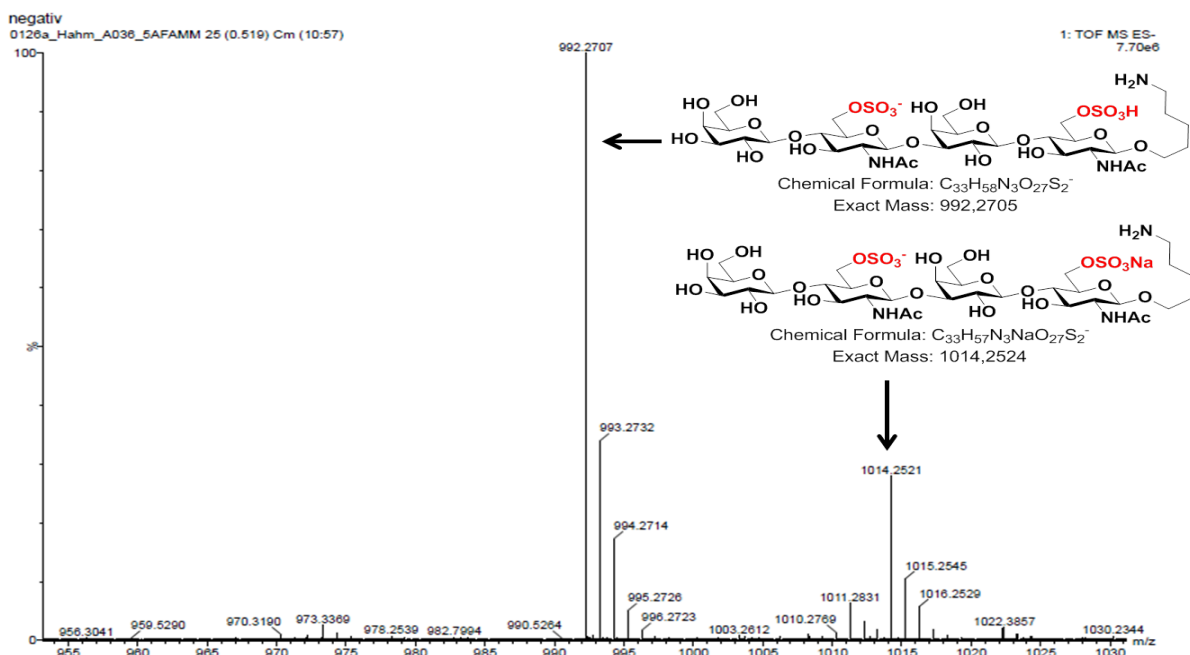 negativ
0126a_Hahm_A036_5AFAMM 25 (0.519) Cm (10:57)
1: TOF MS ES-
7.70e6
100
992.2707
H₂N
HO OH OSO₃⁻ HO OH OSO₃H
HO O O O O O O O O
OH HO NHAc OH HO NHAc
Chemical Formula: C₃₃H₅₈N₃O₂₇S₂⁻
Exact Mass: 992,2705
H₂N
HO OH OSO₃⁻ HO OH OSO₃Na
HO O O O O O O O O
OH HO NHAc OH HO NHAc
Chemical Formula: C₃₃H₅₇N₃NaO₂₇S₂⁻
Exact Mass: 1014,2524
%
993.2732
1014.2521
994.2714
1015.2545
995.2726
1011.2831
1016.2529
956.3041 959.5290 970.3190 973.3369 978.2539 982.7994 990.5264 996.2723 1003.2612 1010.2769 1022.3857 1030.2344
0
m/z
955 960 965 970 975 980 985 990 995 1000 1005 1010 1015 1020 1025 1030